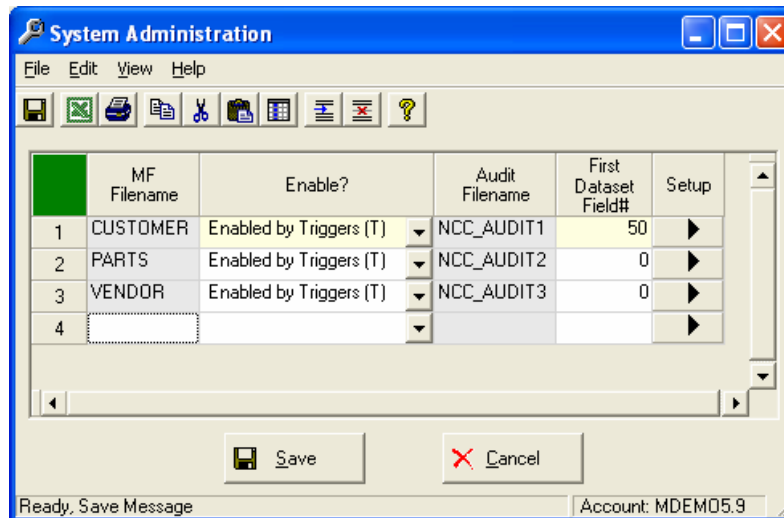 System Administration
File Edit View Help
MF Filename Enable? Audit Filename First Dataset Field# Setup
1 CUSTOMER Enabled by Triggers (T) NCC_AUDIT1 50
2 PARTS Enabled by Triggers (T) NCC_AUDIT2 0
3 VENDOR Enabled by Triggers (T) NCC_AUDIT3 0
4
Save Cancel
Ready, Save Message Account: MDEMO5.9